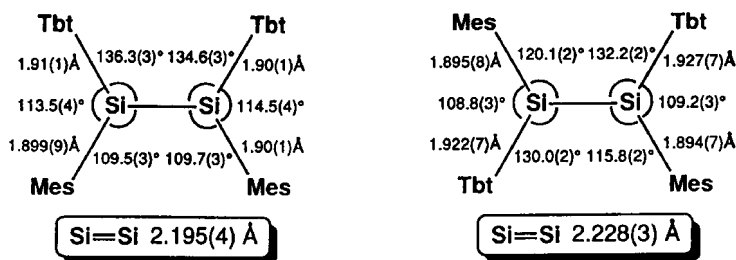 Tbt Tbt
136.3(3)° 134.6(3)°
1.91(1)Å 1.90(1)Å
113.5(4)° Si Si 114.5(4)°
1.899(9)Å 1.90(1)Å
109.5(3)° 109.7(3)°
Mes Mes
Si=Si 2.195(4) Å
Mes Tbt
120.1(2)° 132.2(2)°
1.895(8)Å 1.927(7)Å
108.8(3)° Si Si 109.2(3)°
1.922(7)Å 1.894(7)Å
130.0(2)° 115.8(2)°
Tbt Mes
Si=Si 2.228(3) Å